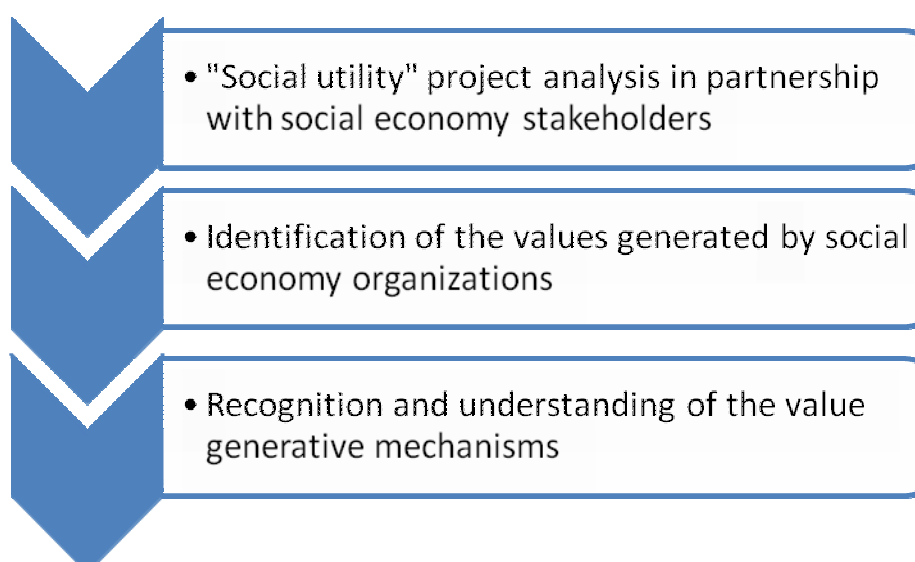 • "Social utility" project analysis in partnership
with social economy stakeholders
• Identification of the values generated by social
economy organizations
• Recognition and understanding of the value
generative mechanisms